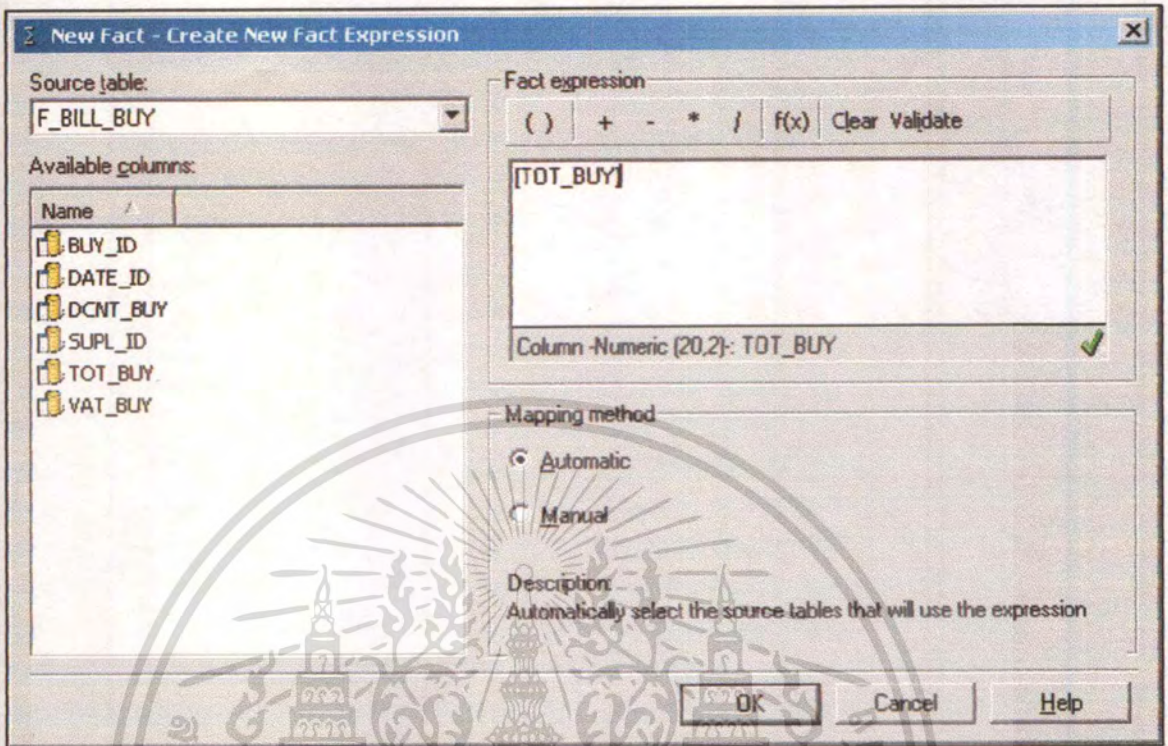 New Fact - Create New Fact Expression
Source table:
F_BILL_BUY
Available columns:
Name
BUY_ID
DATE_ID
DCNT_BUY
SUPL_ID
TOT_BUY
VAT_BUY
Fact expression
( ) + - * / f(x) Clear Validate
[TOT_BUY]
Column -Numeric (20,2)-: TOT_BUY
Mapping method
Automatic
Manual
Description:
Automatically select the source tables that will use the expression
OK Cancel Help